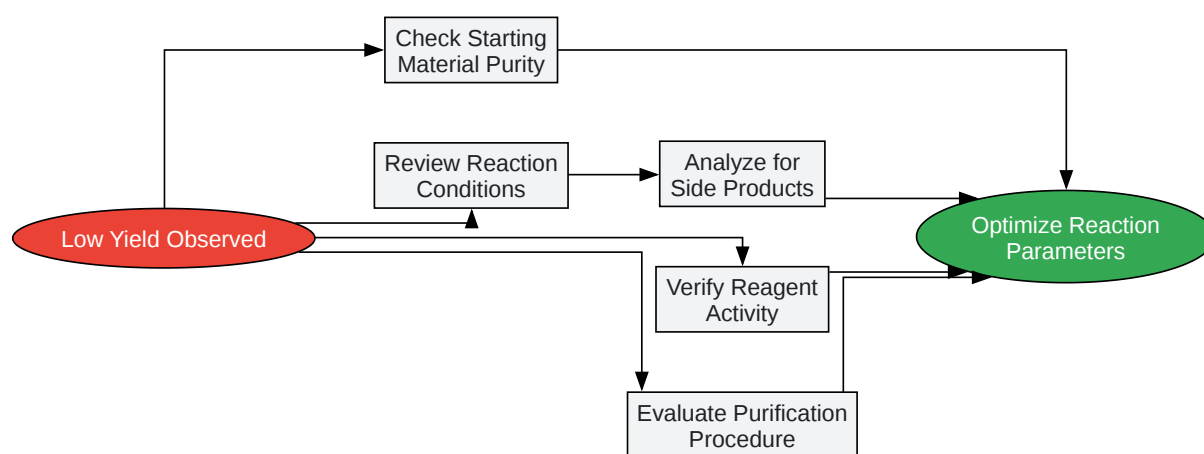 Check Starting
Material Purity
Review Reaction
Conditions
Analyze for
Side Products
Low Yield Observed
Optimize Reaction
Parameters
Verify Reagent
Activity
Evaluate Purification
Procedure